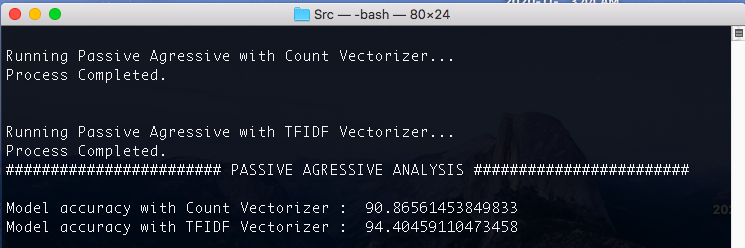 Src — -bash — 80×24
Running Passive Agressive with Count Vectorizer...
Process Completed.
Running Passive Agressive with TFIDF Vectorizer...
Process Completed.
######################## PASSIVE AGRESSIVE ANALYSIS ########################
Model accuracy with Count Vectorizer :  90.86561453849833
Model accuracy with TFIDF Vectorizer :  94.40459110473458